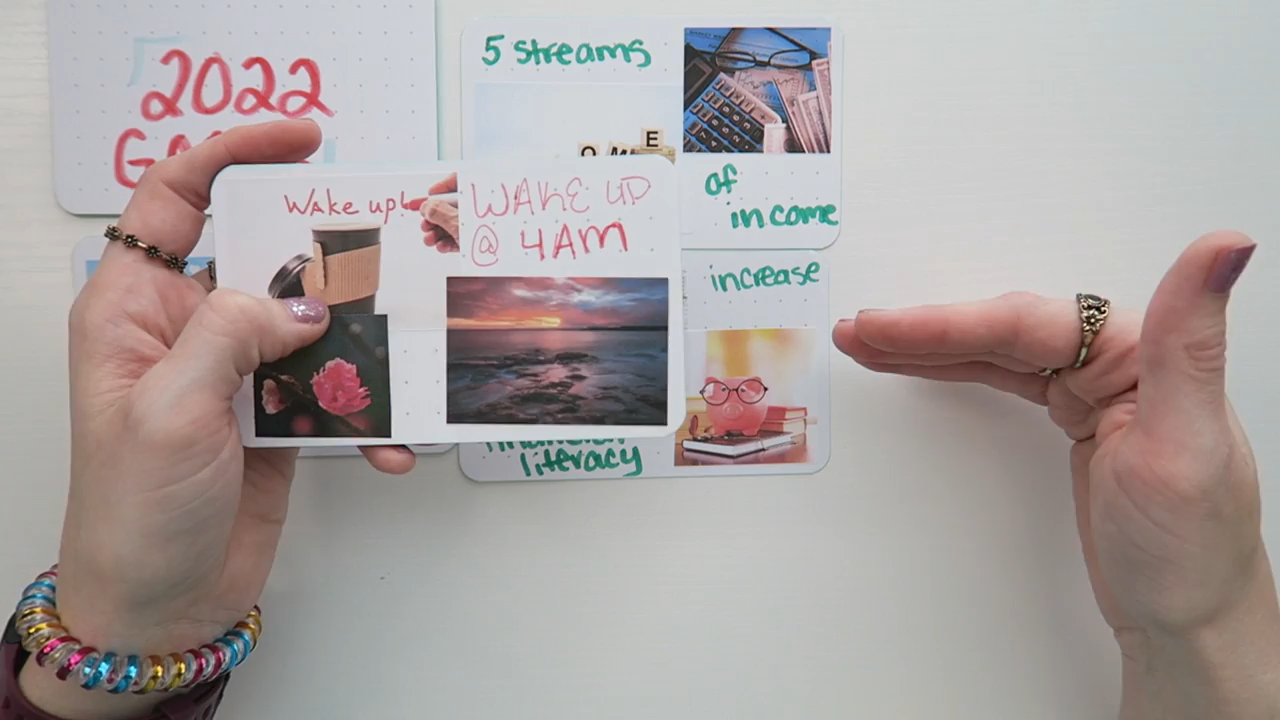 2022
5 streams
of
income
Wake up!
WAKE UP
@ 4AM
increase
literacy